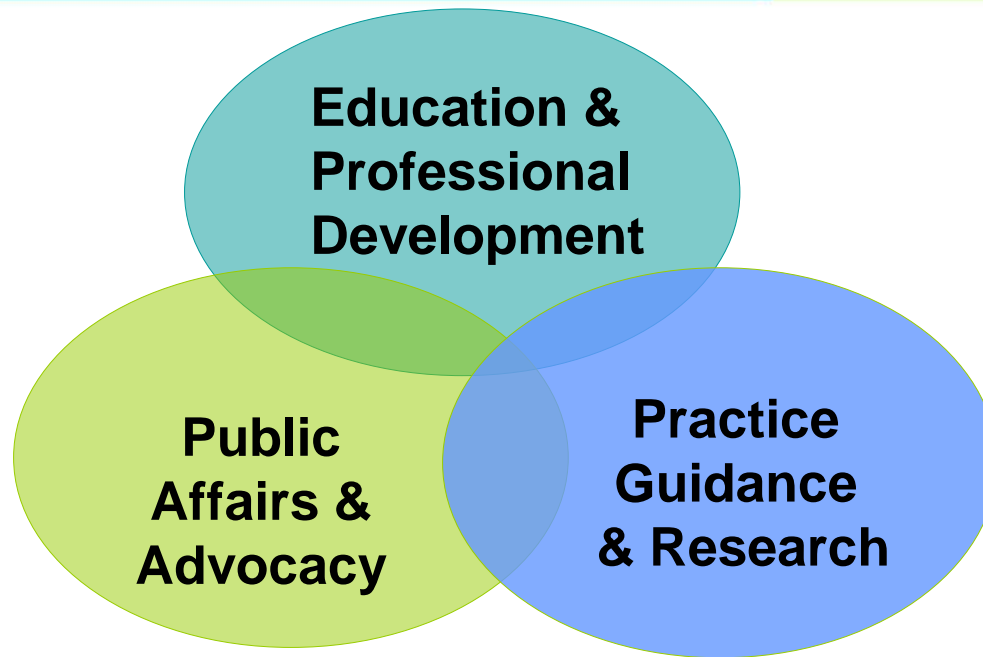 Education &
Professional
Development
Public
Affairs &
Advocacy
Practice
Guidance
& Research